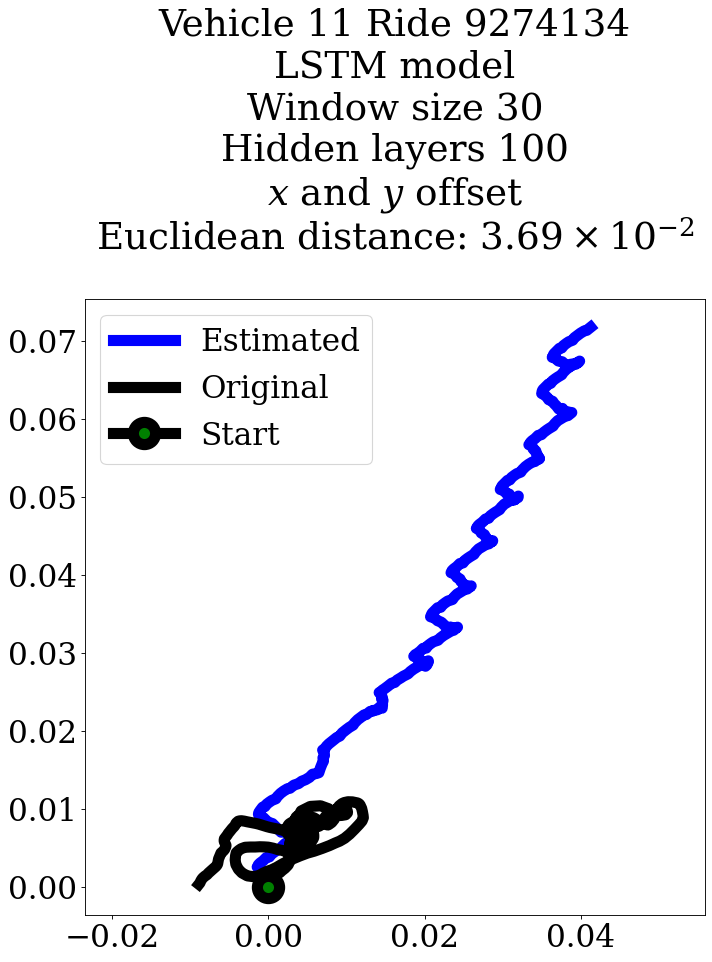 Vehicle 11 Ride 9274134
LSTM model
Window size 30
Hidden layers 100
x and y offset
Euclidean distance: 3.69 × 10⁻²
Estimated
Original
Start
0.07
0.06
0.05
0.04
0.03
0.02
0.01
0.00
−0.02 0.00 0.02 0.04